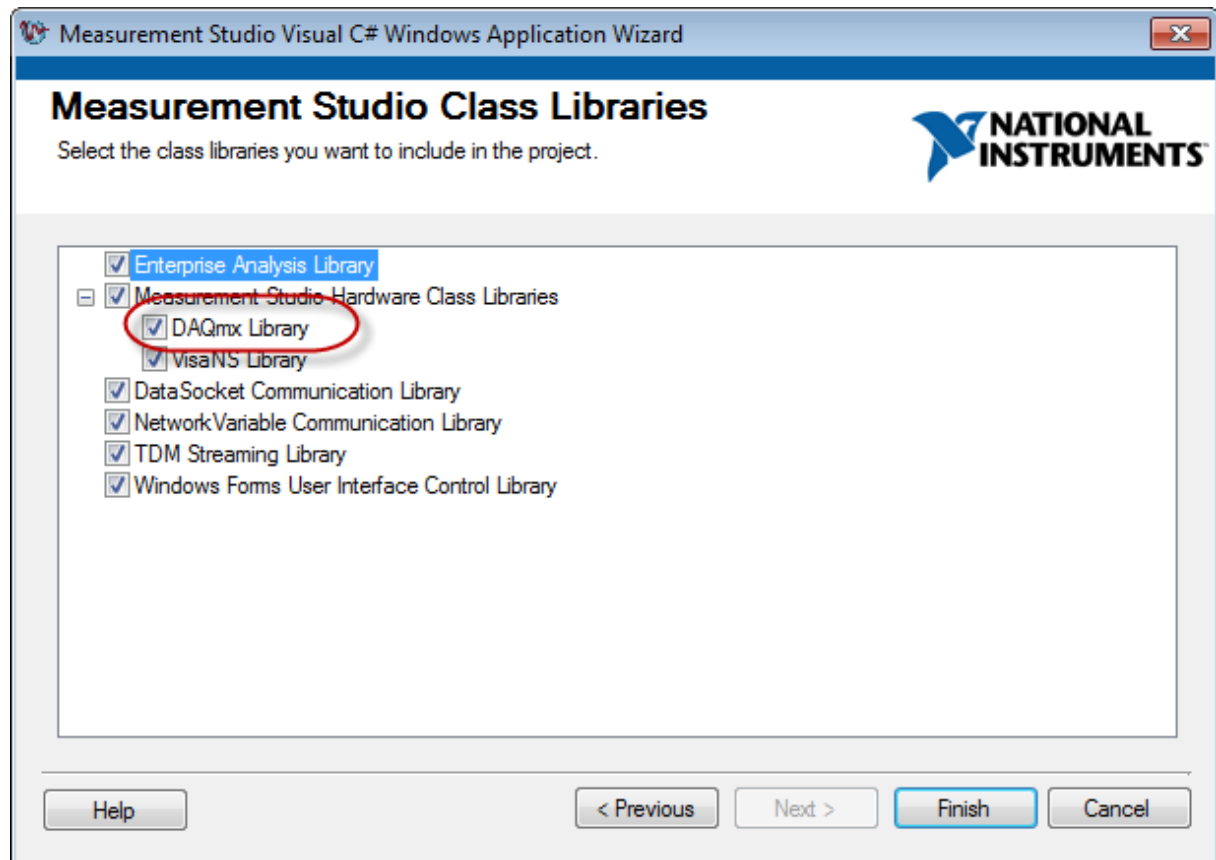 Measurement Studio Visual C# Windows Application Wizard
Measurement Studio Class Libraries
Select the class libraries you want to include in the project.
NATIONAL
INSTRUMENTS
Enterprise Analysis Library
Measurement Studio Hardware Class Libraries
DAQmx Library
VisaNS Library
DataSocket Communication Library
NetworkVariable Communication Library
TDM Streaming Library
Windows Forms User Interface Control Library
Help
< Previous
Next >
Finish
Cancel